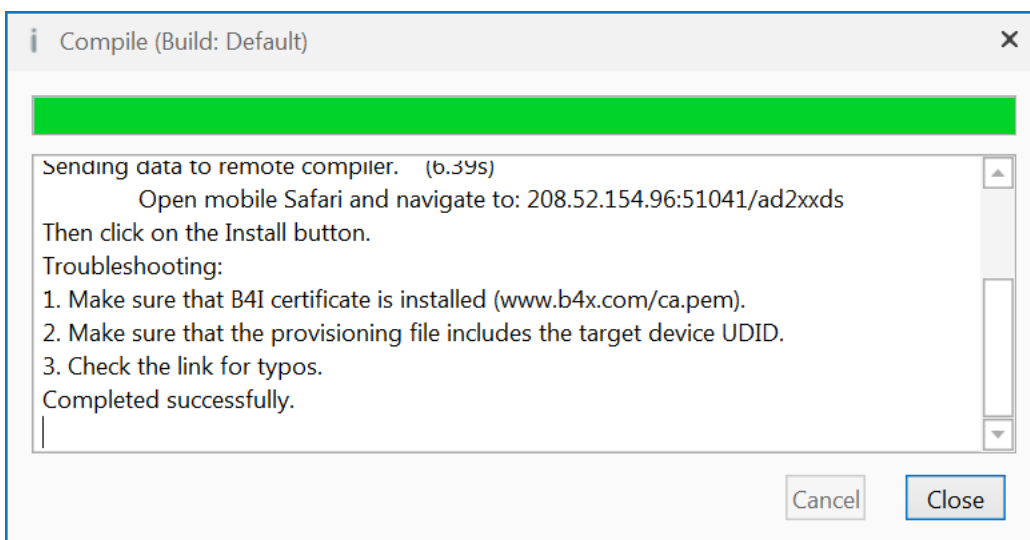 Compile (Build: Default)
Sending data to remote compiler. (6.39s)
Open mobile Safari and navigate to: 208.52.154.96:51041/ad2xxds
Then click on the Install button.
Troubleshooting:
1. Make sure that B4I certificate is installed (www.b4x.com/ca.pem).
2. Make sure that the provisioning file includes the target device UDID.
3. Check the link for typos.
Completed successfully.
Cancel Close